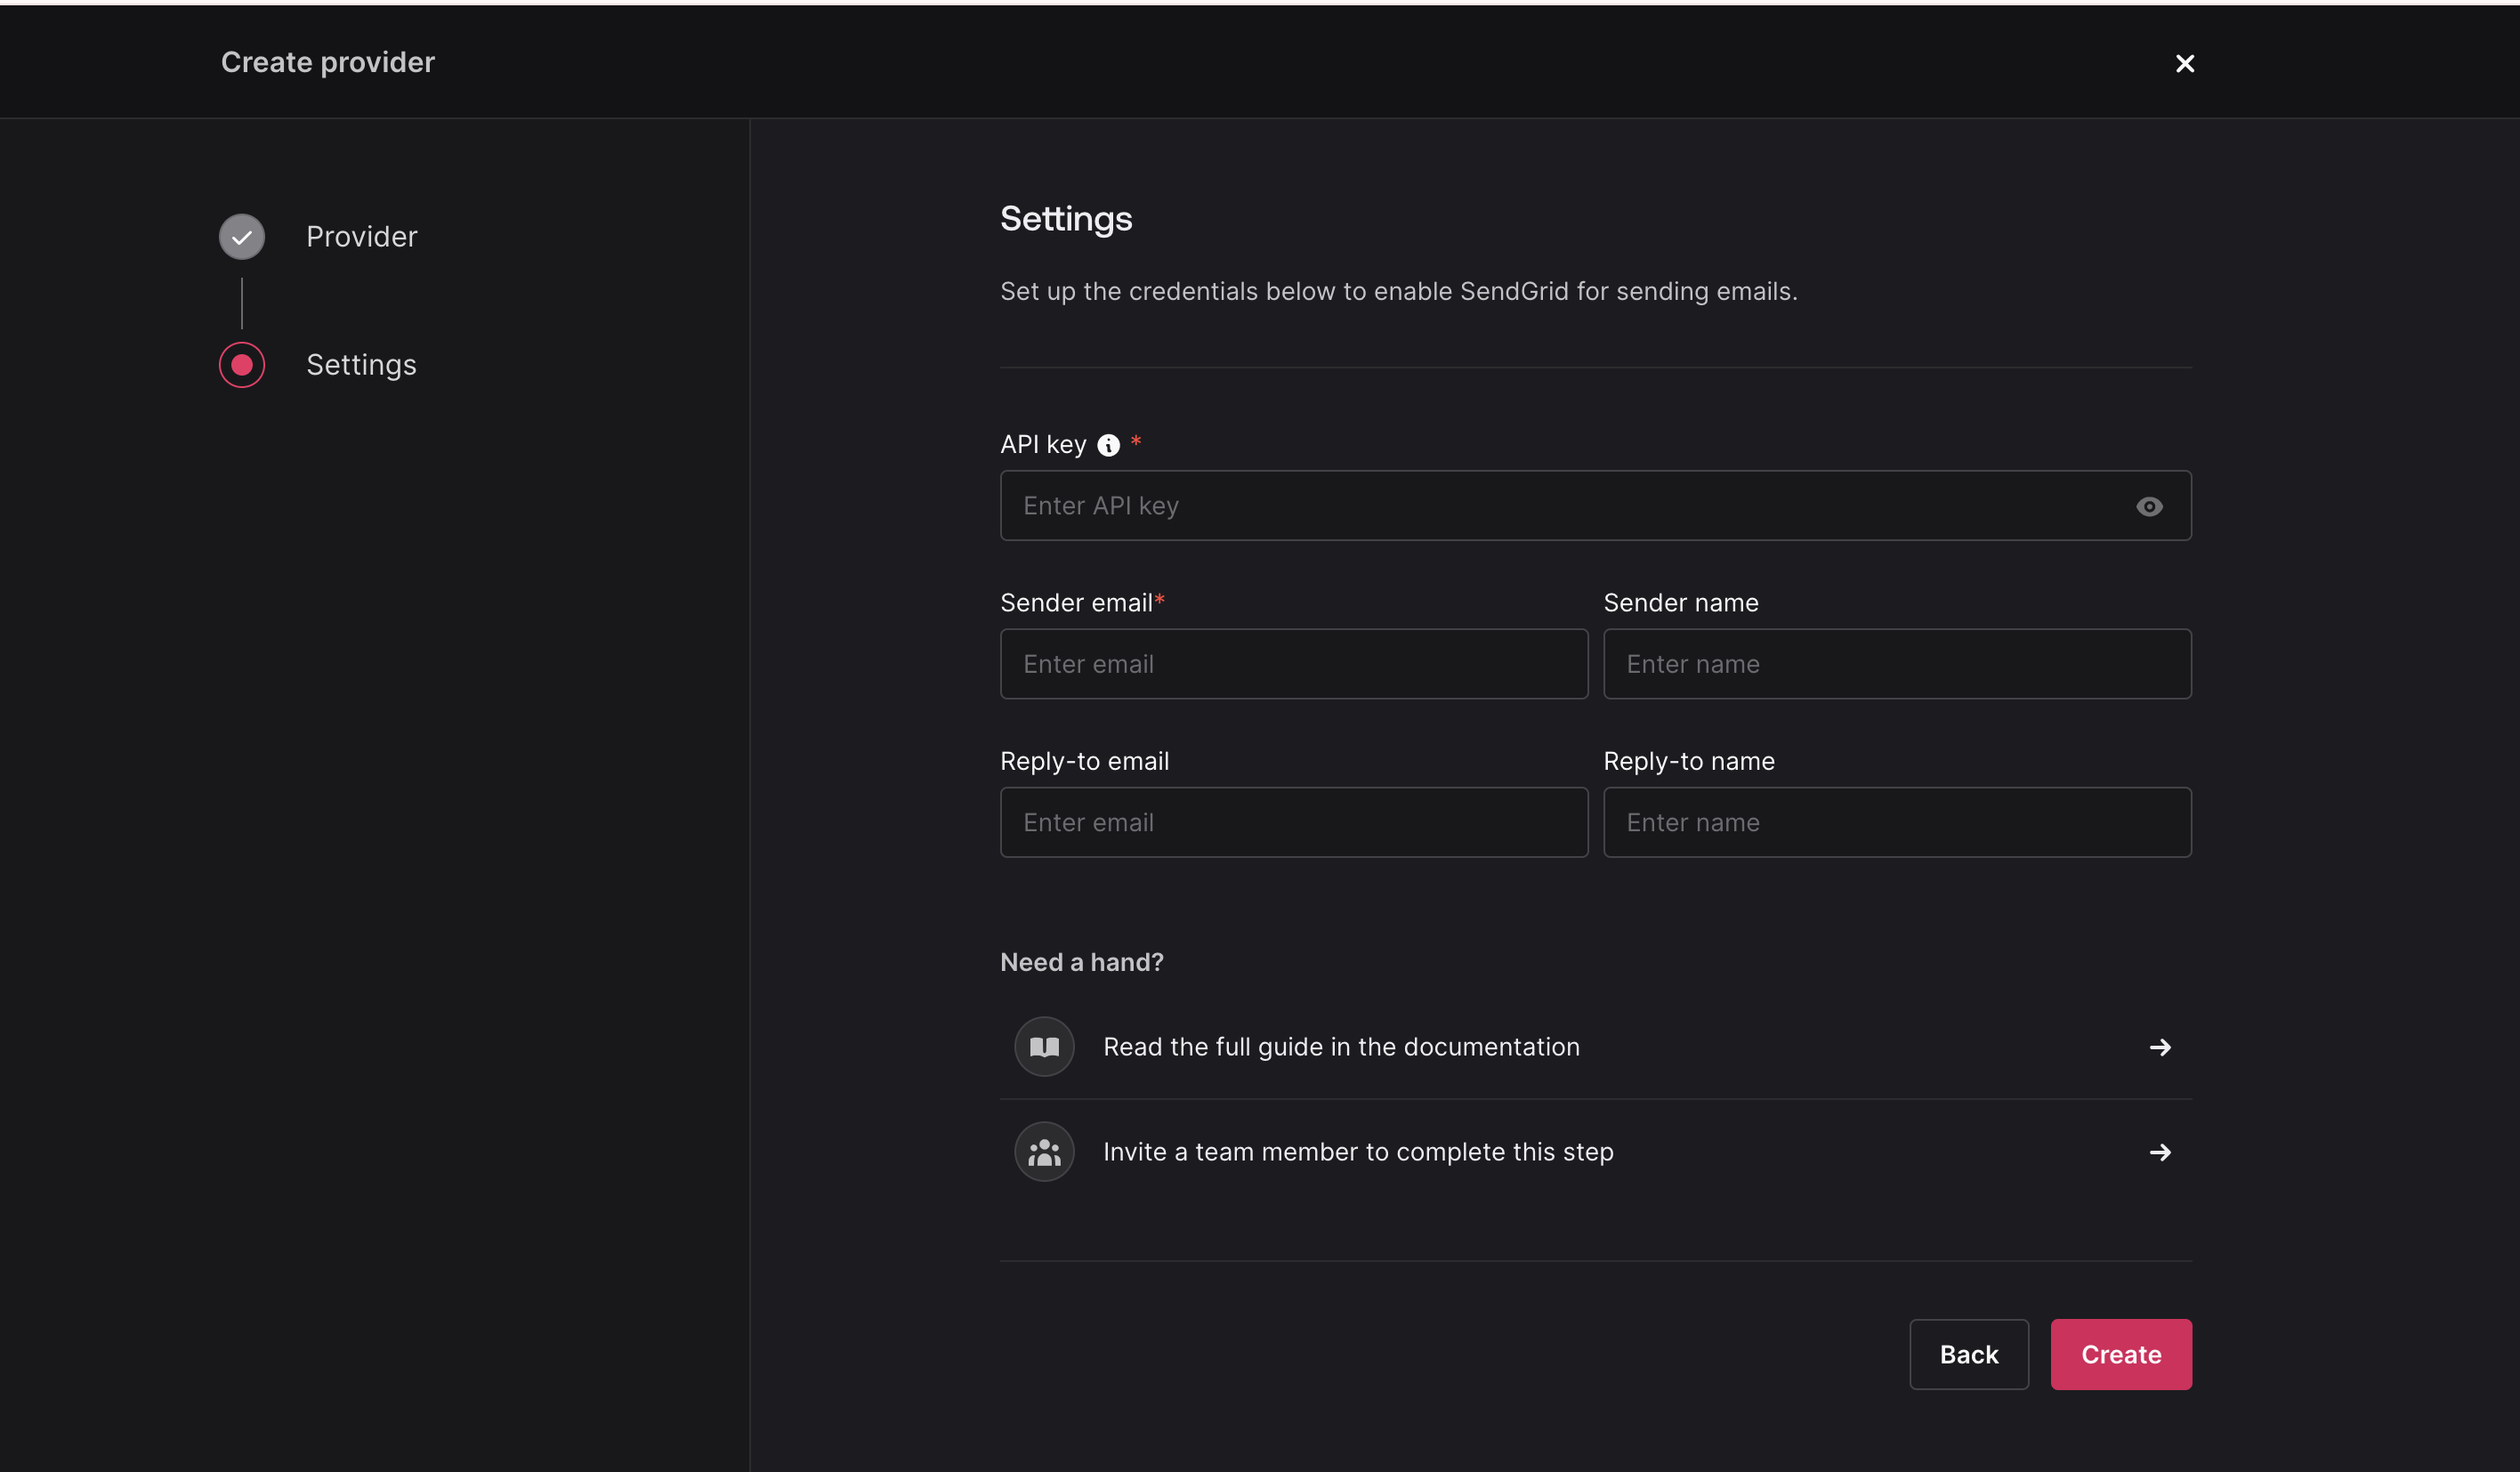 Create provider
Provider
Settings
Settings
Set up the credentials below to enable SendGrid for sending emails.
API key *
Enter API key
Sender email* Sender name
Enter email Enter name
Reply-to email Reply-to name
Enter email Enter name
Need a hand?
Read the full guide in the documentation
Invite a team member to complete this step
Back Create